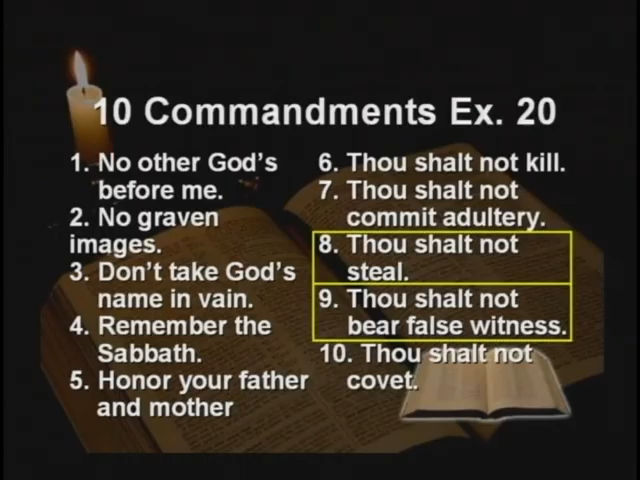 10 Commandments Ex. 20
1. No other God's
before me.
2. No graven
images.
3. Don't take God's
name in vain.
4. Remember the
Sabbath.
5. Honor your father
and mother
6. Thou shalt not kill.
7. Thou shalt not
commit adultery.
8. Thou shalt not
steal.
9. Thou shalt not
bear false witness.
10. Thou shalt not
covet.